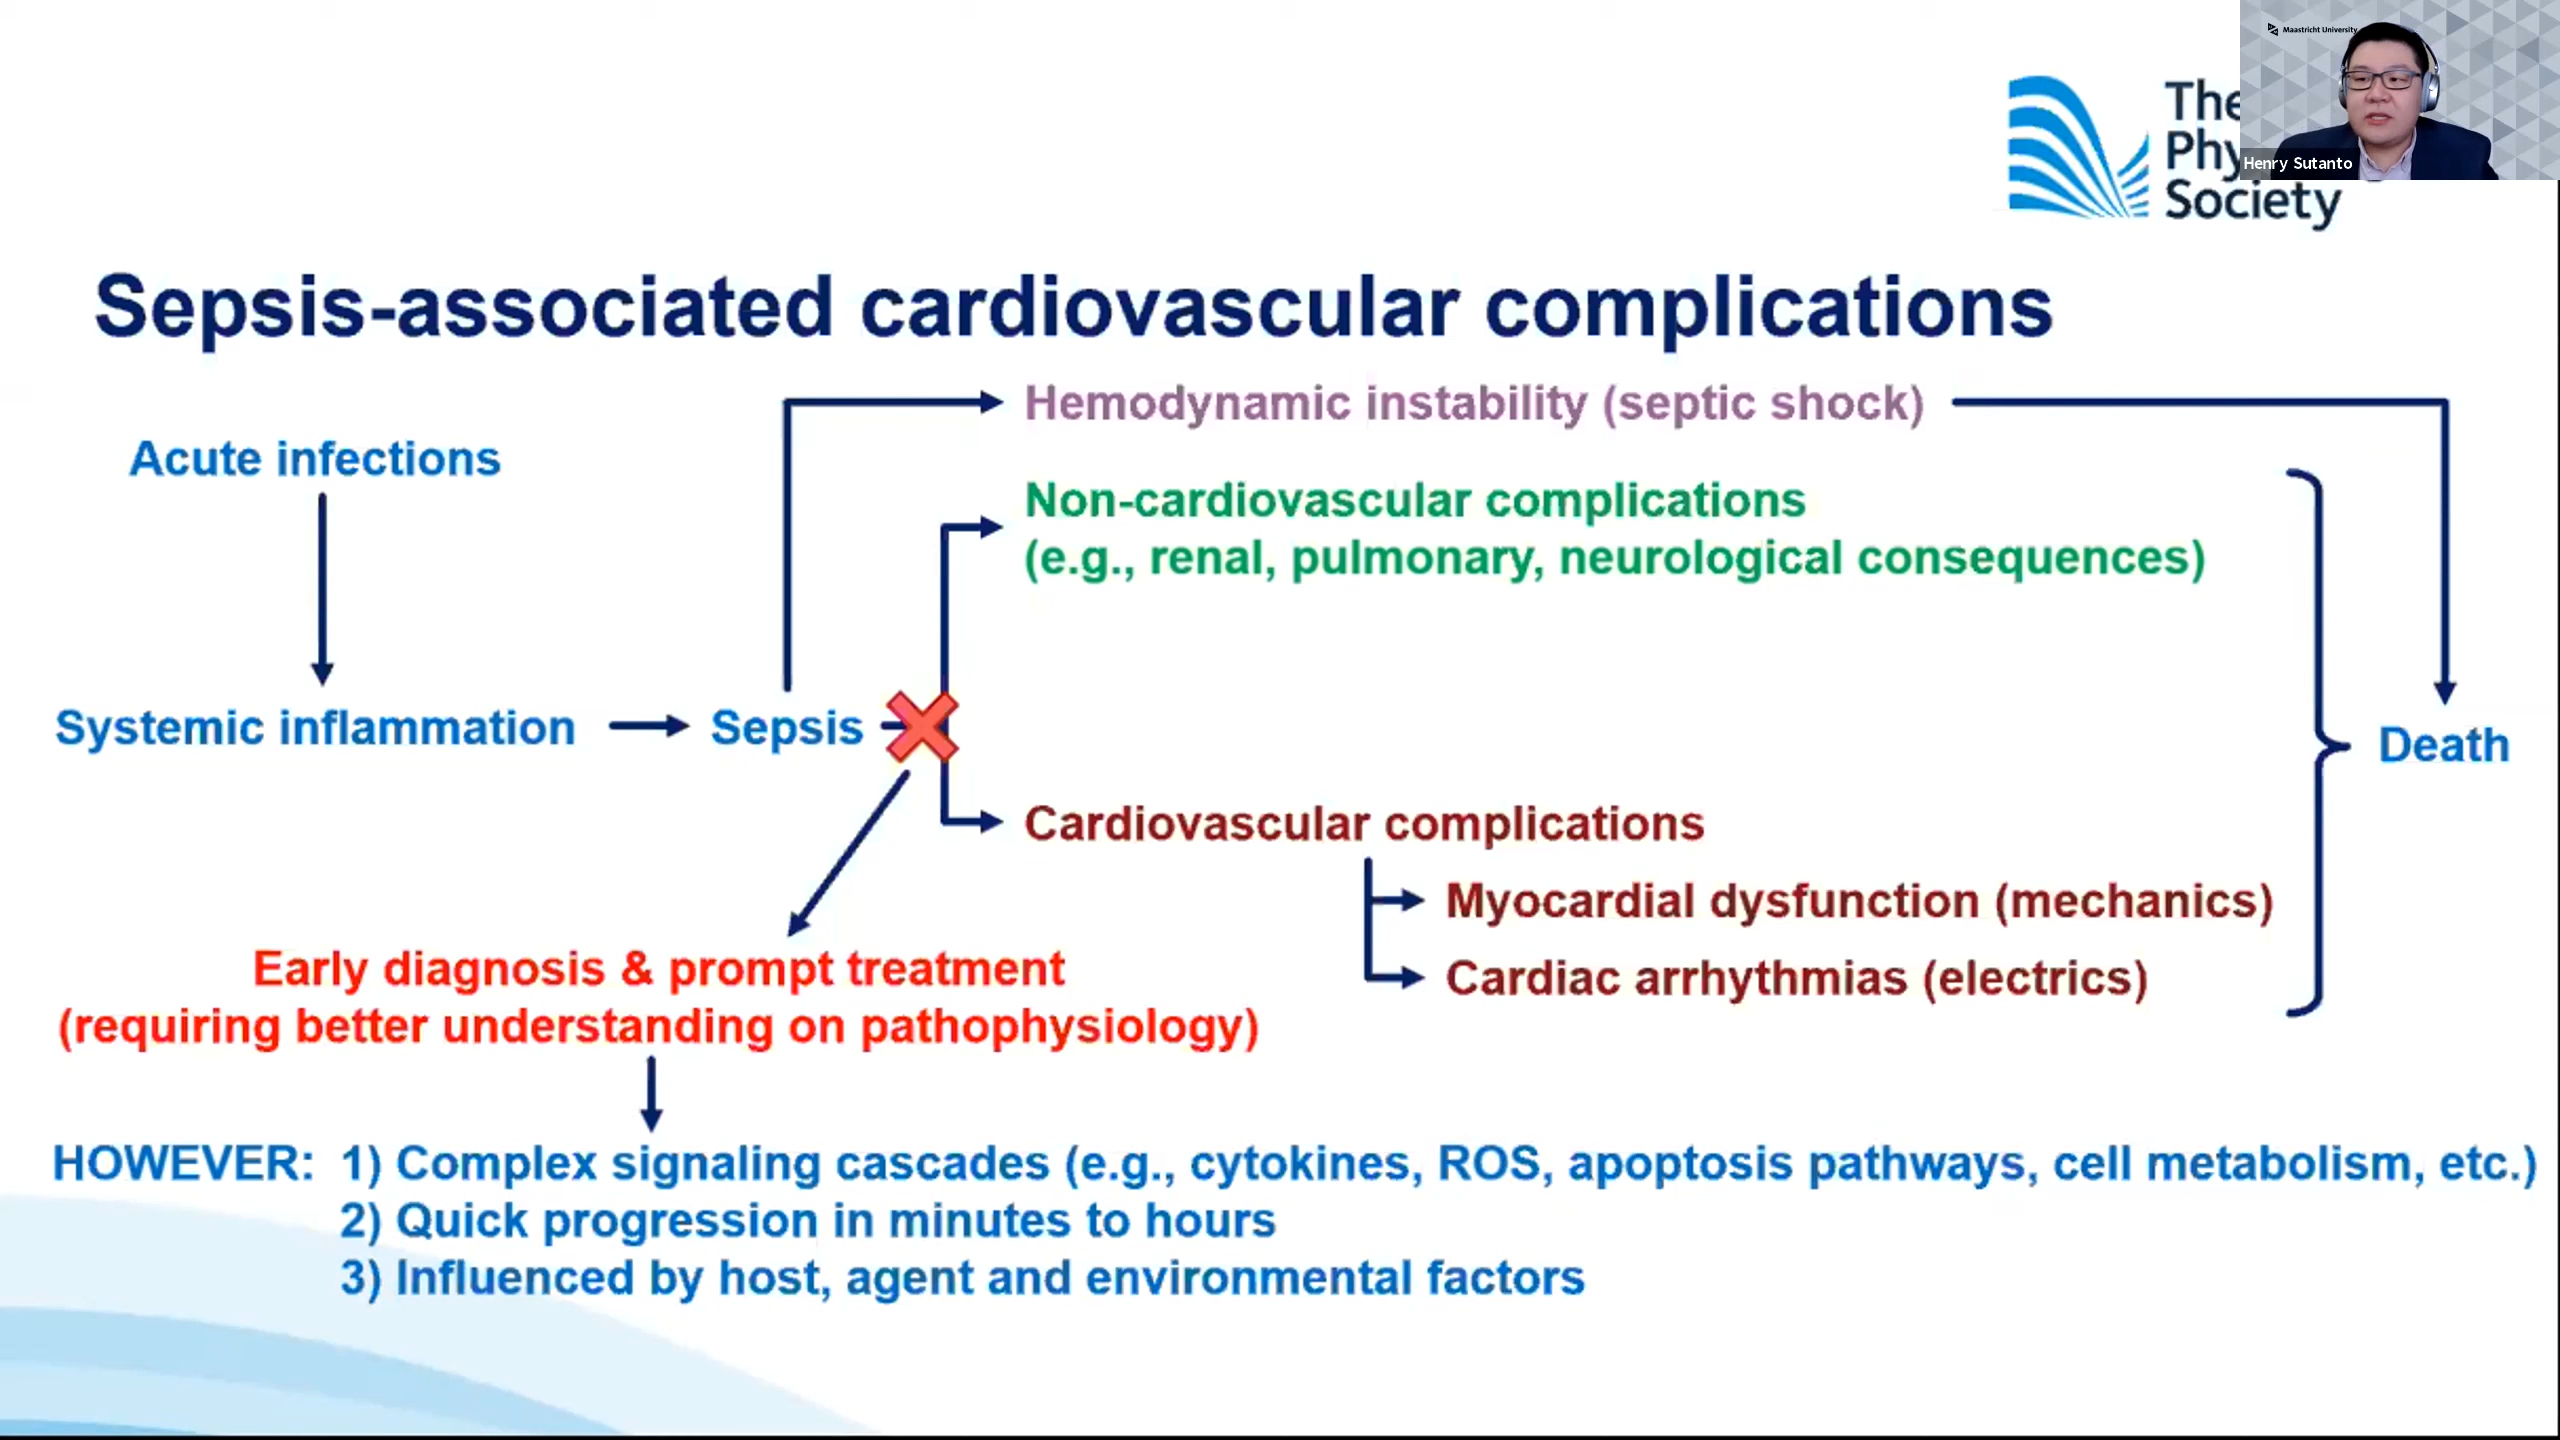 Maastricht University
The
Phy
Society
Henry Sutanto
Sepsis-associated cardiovascular complications
Hemodynamic instability (septic shock)
Acute infections
Non-cardiovascular complications
(e.g., renal, pulmonary, neurological consequences)
Systemic inflammation
Sepsis
Death
Cardiovascular complications
Myocardial dysfunction (mechanics)
Cardiac arrhythmias (electrics)
Early diagnosis & prompt treatment
(requiring better understanding on pathophysiology)
HOWEVER: 1) Complex signaling cascades (e.g., cytokines, ROS, apoptosis pathways, cell metabolism, etc.)
2) Quick progression in minutes to hours
3) Influenced by host, agent and environmental factors